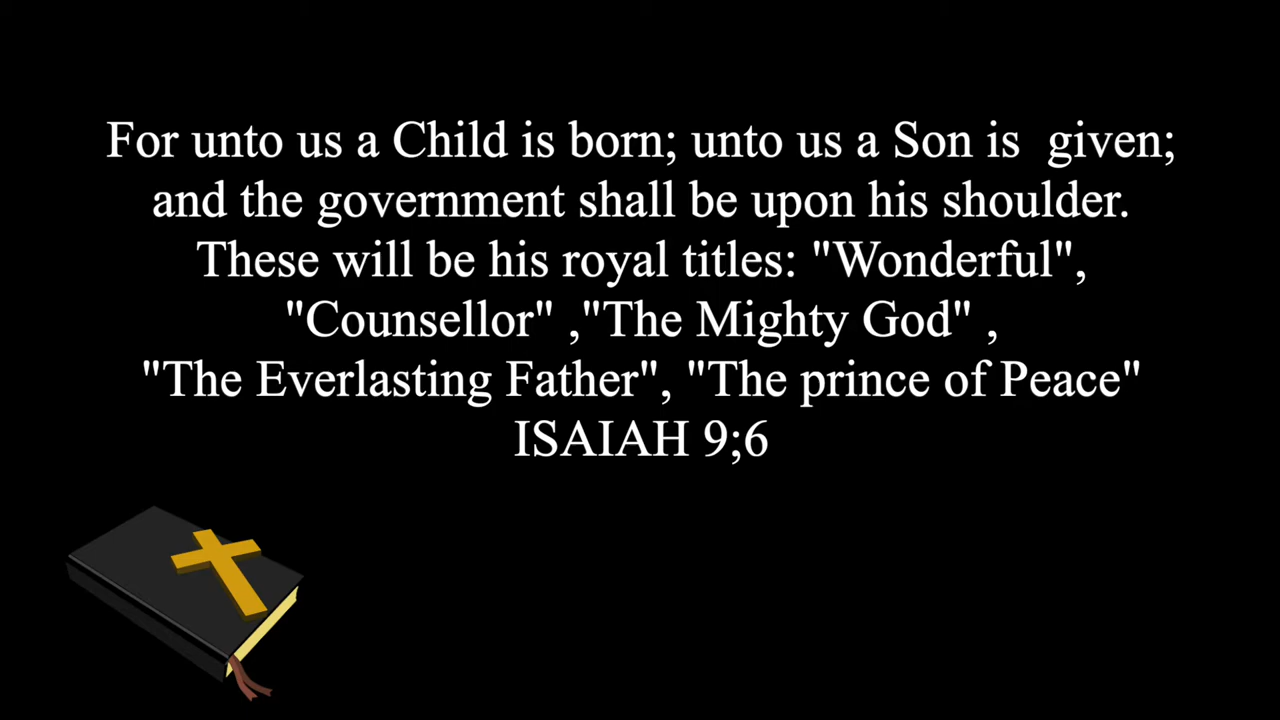 For unto us a Child is born; unto us a Son is  given;
and the government shall be upon his shoulder.
These will be his royal titles: "Wonderful",
"Counsellor" ,"The Mighty God" ,
"The Everlasting Father", "The prince of Peace"
ISAIAH 9;6